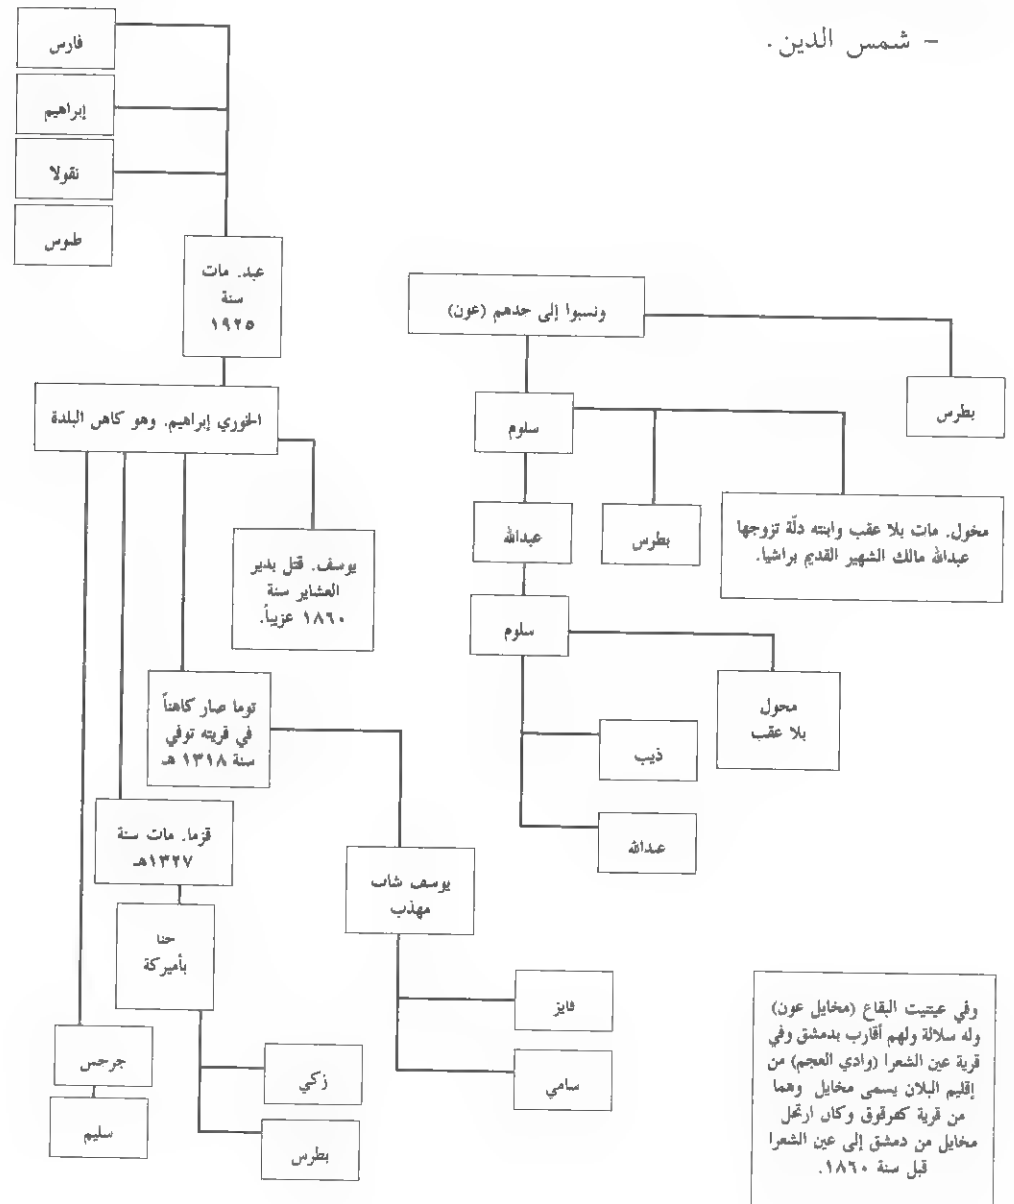 - شمس الدين.
فارس
إبراهيم
نقولا
طنوس
عبد. مات
سنة
١٩٢٥
الخوري إبراهيم. وهو كاهن البلدة
يوسف. قتل بدير
العشاير سنة
١٨٦٠ عزيباً.
توما صار كاهناً
في قريته توفي
سنة ١٣١٨ هـ
قزما. مات سنة
١٣٢٧هـ
حنا
بأميركة
جرجس
سليم
زكي
بطرس
يوسف شاب
مهذب
فايز
سامي
ونسبوا إلى جدهم (عون)
بطرس
سلوم
بطرس
مخول. مات بلا عقب وابنته دلّة تزوجها
عبدالله مالك الشهير القديم براشيا.
عبدالله
سلوم
مخول
بلا عقب
ذيب
عبدالله
وفي عيتنيت البقاع (مخايل عون)
وله سلالة ولهم أقارب بدمشق وفي
قرية عين الشعرا (وادي العجم) من
إقليم البلان يسمى مخايل وهما
من قرية كفرقوق وكان ارتحل
مخايل من دمشق إلى عين الشعرا
قبل سنة ١٨٦٠.